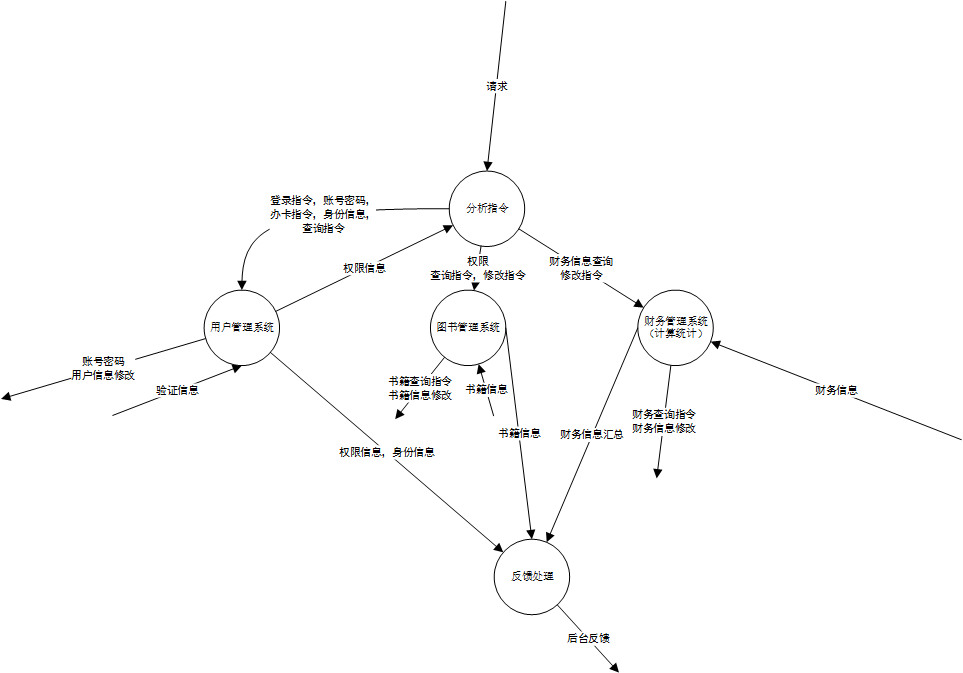 请求
分析指令
登录指令，账号密码，
办卡指令，身份信息，
查询指令
权限信息
权限
查询指令，修改指令
财务信息查询
修改指令
用户管理系统
图书管理系统
财务管理系统
（计算统计）
账号密码
用户信息修改
验证信息
书籍查询指令
书籍信息修改
书籍信息
财务信息
财务查询指令
财务信息修改
书籍信息
财务信息汇总
权限信息，身份信息
反馈处理
后台反馈